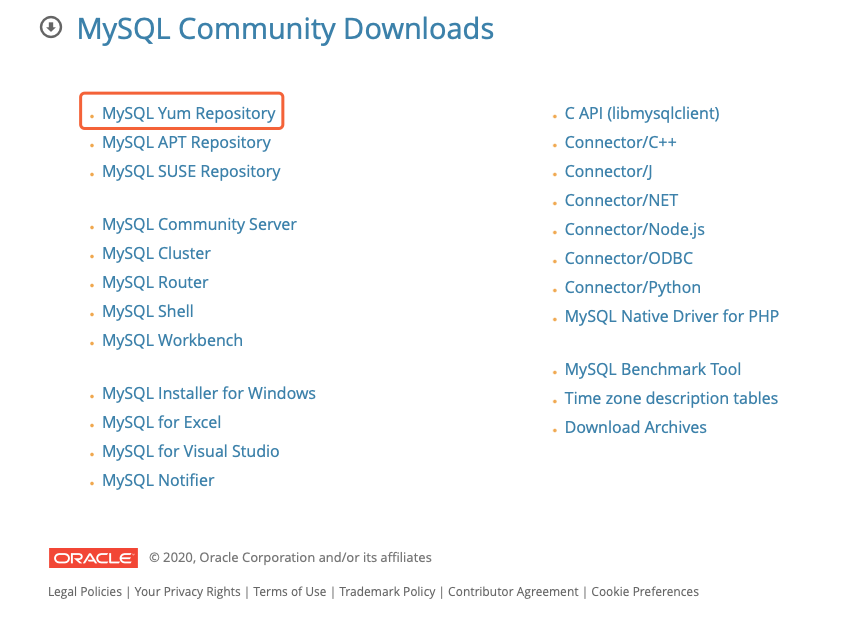 MySQL Community Downloads
MySQL Yum Repository
MySQL APT Repository
MySQL SUSE Repository
MySQL Community Server
MySQL Cluster
MySQL Router
MySQL Shell
MySQL Workbench
MySQL Installer for Windows
MySQL for Excel
MySQL for Visual Studio
MySQL Notifier
C API (libmysqlclient)
Connector/C++
Connector/J
Connector/NET
Connector/Node.js
Connector/ODBC
Connector/Python
MySQL Native Driver for PHP
MySQL Benchmark Tool
Time zone description tables
Download Archives
ORACLE © 2020, Oracle Corporation and/or its affiliates
Legal Policies | Your Privacy Rights | Terms of Use | Trademark Policy | Contributor Agreement | Cookie Preferences